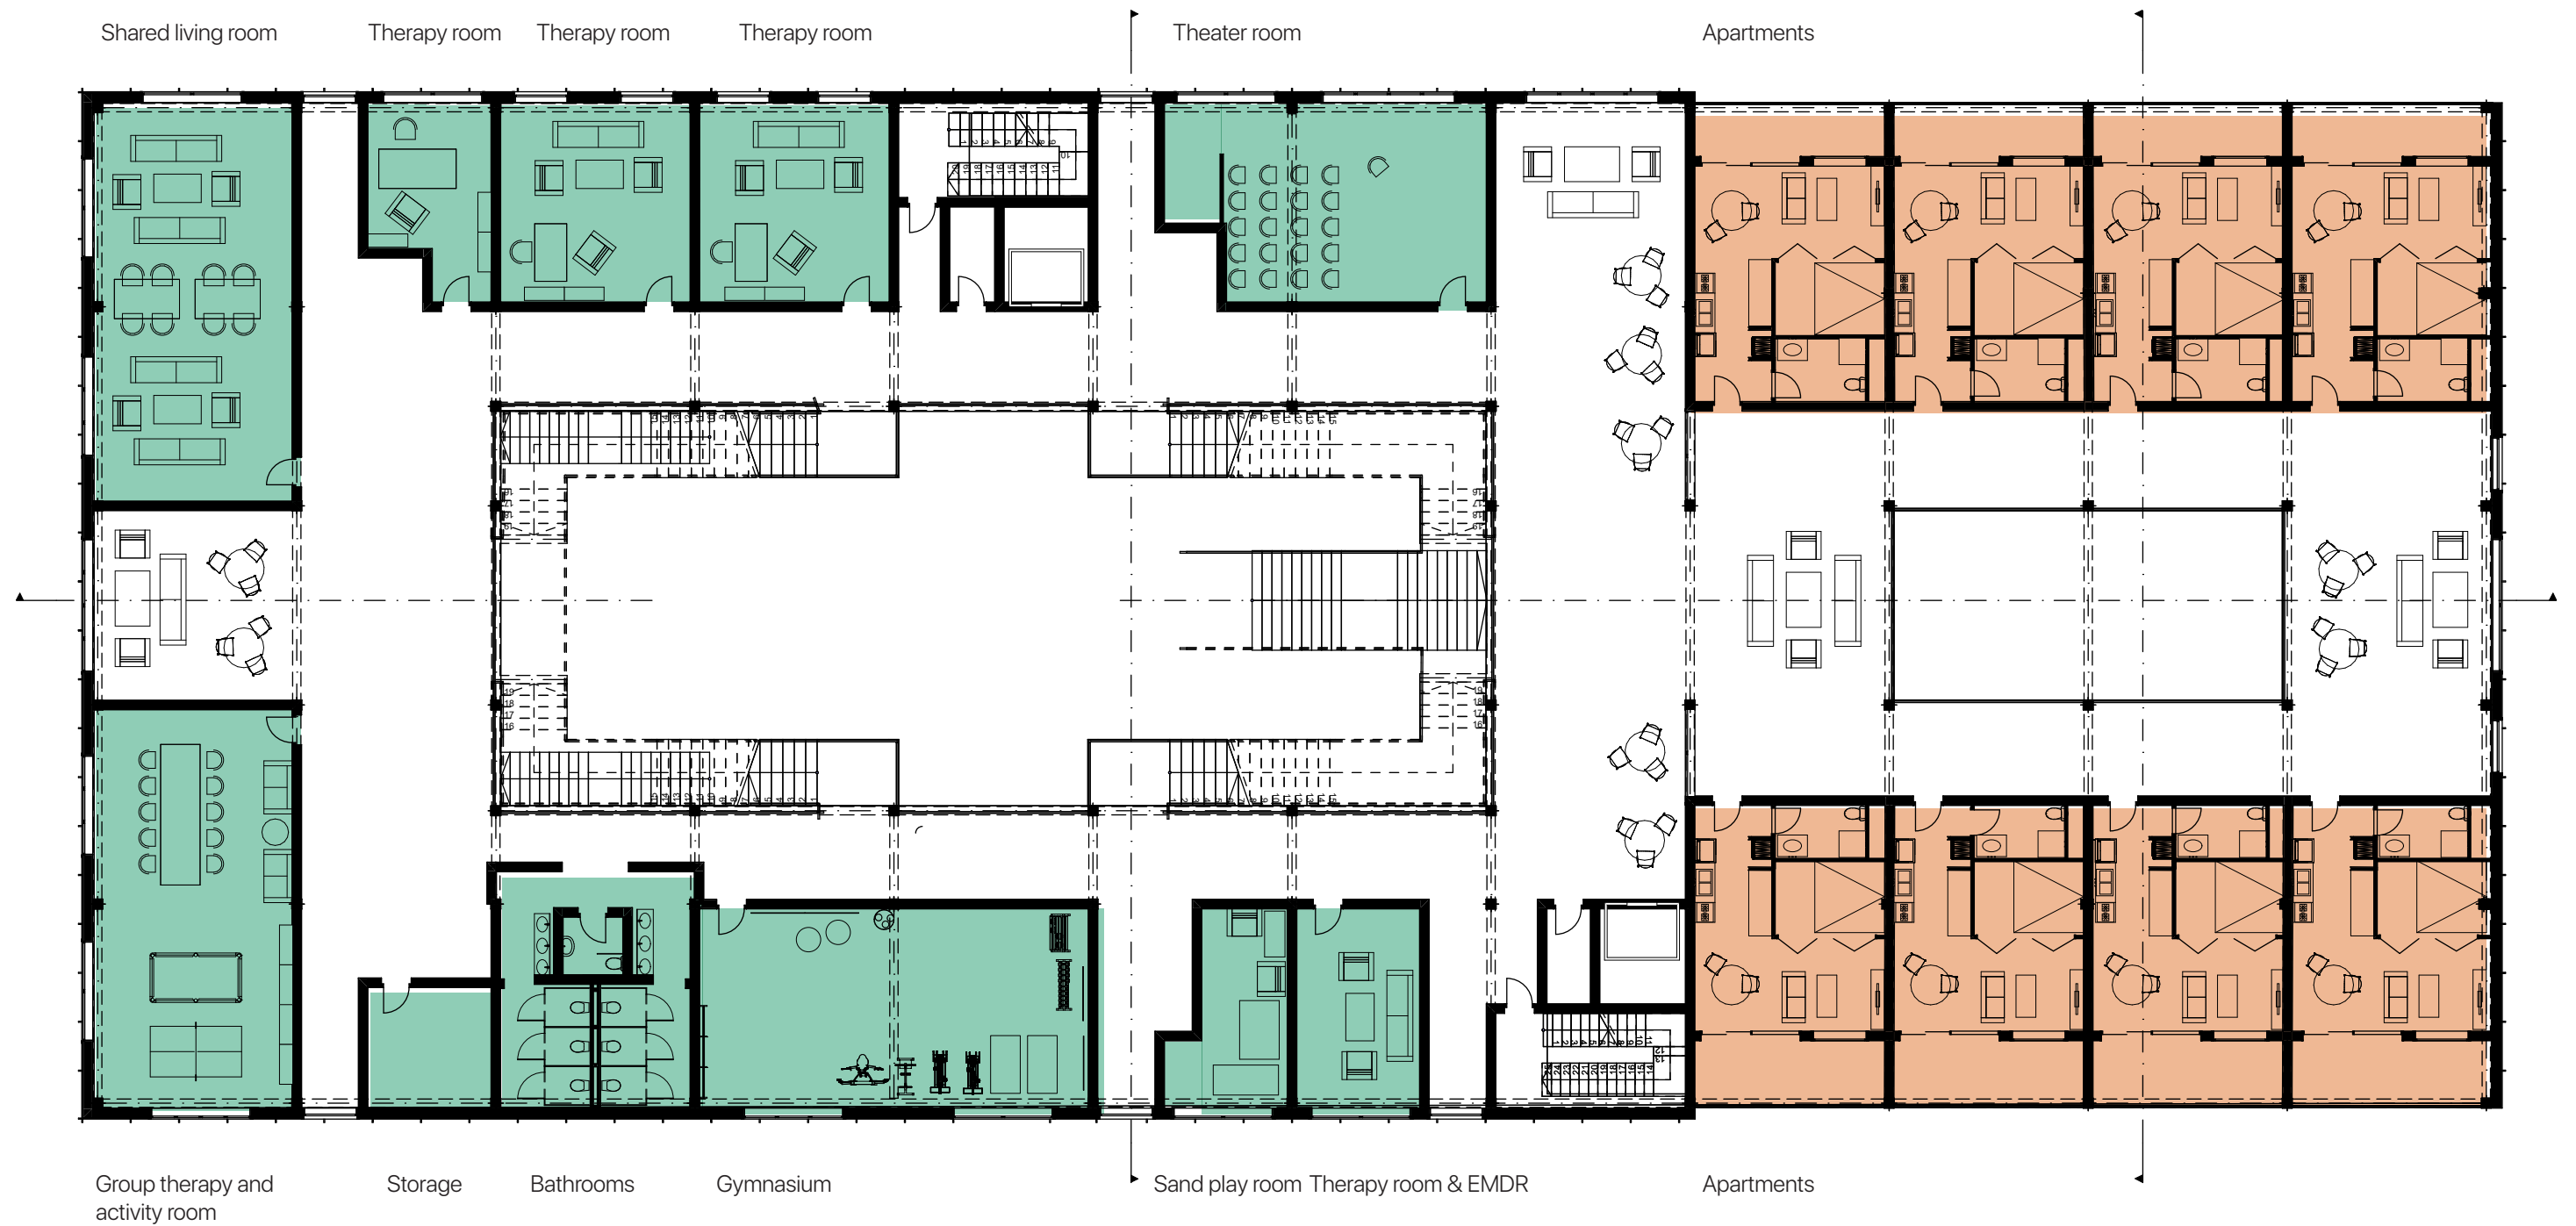 Shared living room
Therapy room
Therapy room
Therapy room
Theater room
Apartments
Group therapy and
activity room
Storage
Bathrooms
Gymnasium
Sand play room
Therapy room & EMDR
Apartments